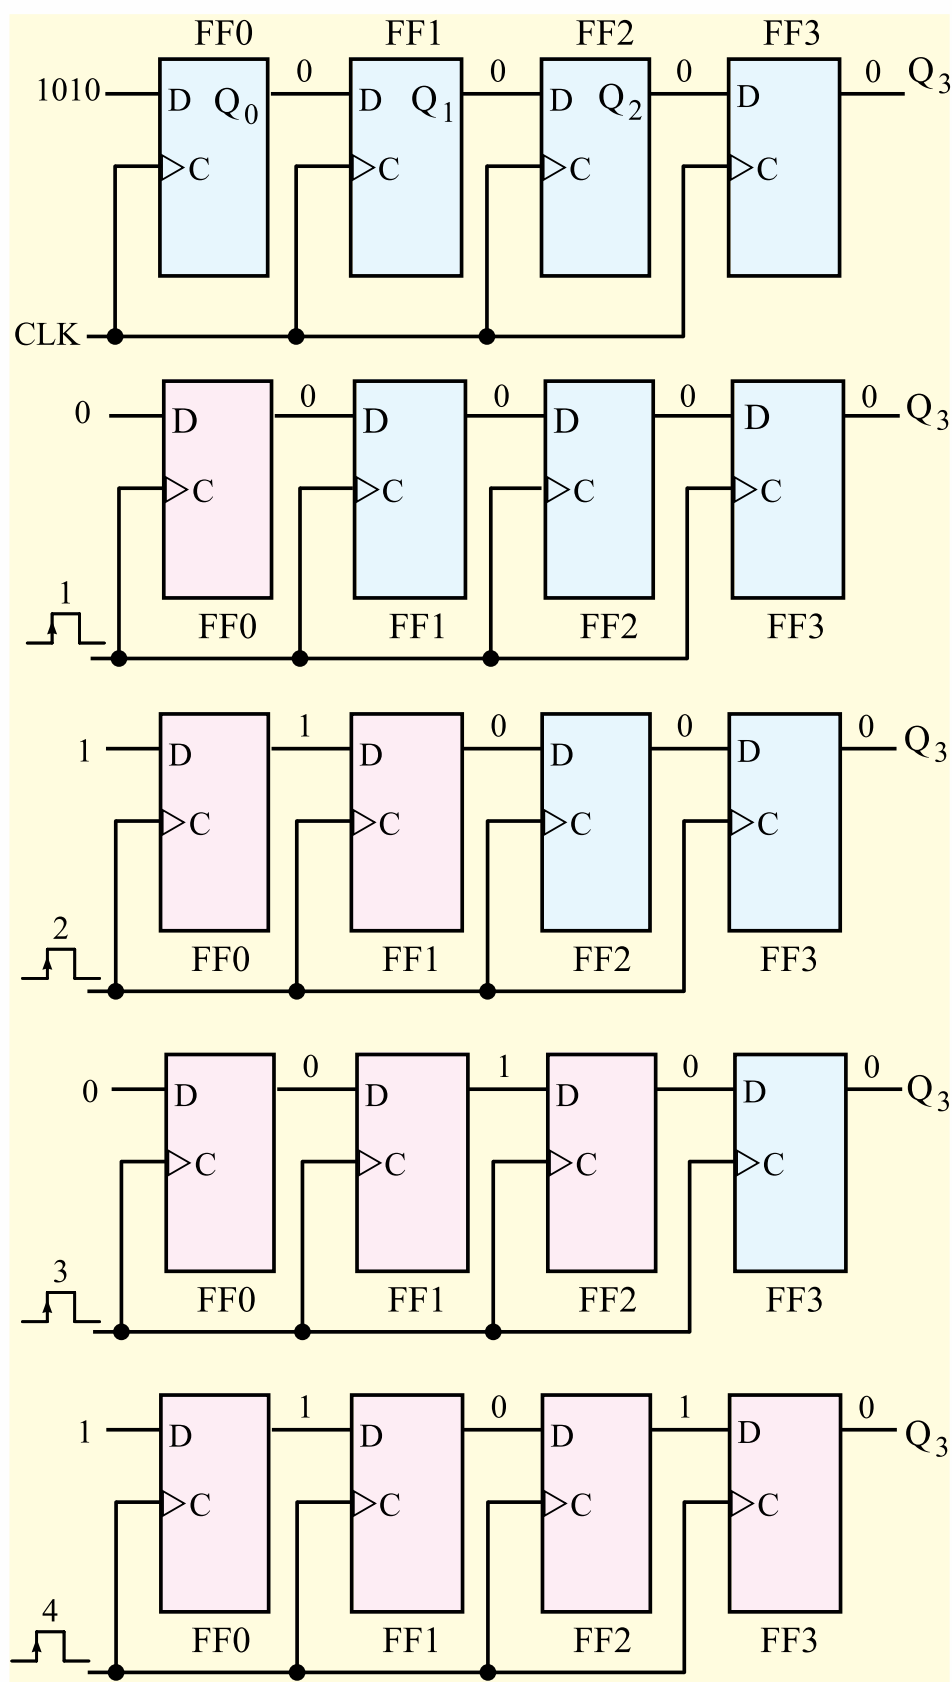 FF0 FF1 FF2 FF3
1010 0 0 0 0 Q3
D Q0 D Q1 D Q2 D
C C C C
CLK
0 0 0 0 0 Q3
D D D D
C C C C
1
FF0 FF1 FF2 FF3
1 1 0 0 0 Q3
D D D D
C C C C
2
FF0 FF1 FF2 FF3
0 0 1 0 0 Q3
D D D D
C C C C
3
FF0 FF1 FF2 FF3
1 1 0 1 0 Q3
D D D D
C C C C
4
FF0 FF1 FF2 FF3